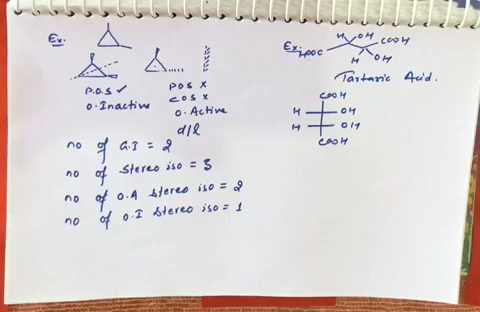 Ex.
P.O.S ✓
O.Inactive
POS x
COS x
O.Active
d/l
no of G.I = 2
no of Stereo iso = 3
no of O.A Stereo iso = 2
no of O.I Stereo iso = 1
Ex.
H OH
HOOC COOH
H OH
Tartaric Acid.
COOH
H OH
H OH
COOH